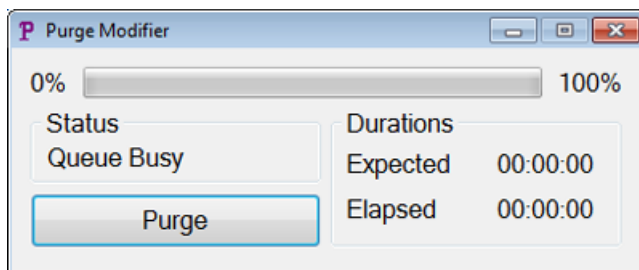 P Purge Modifier
0% 100%
Status
Queue Busy
Purge
Durations
Expected 00:00:00
Elapsed 00:00:00